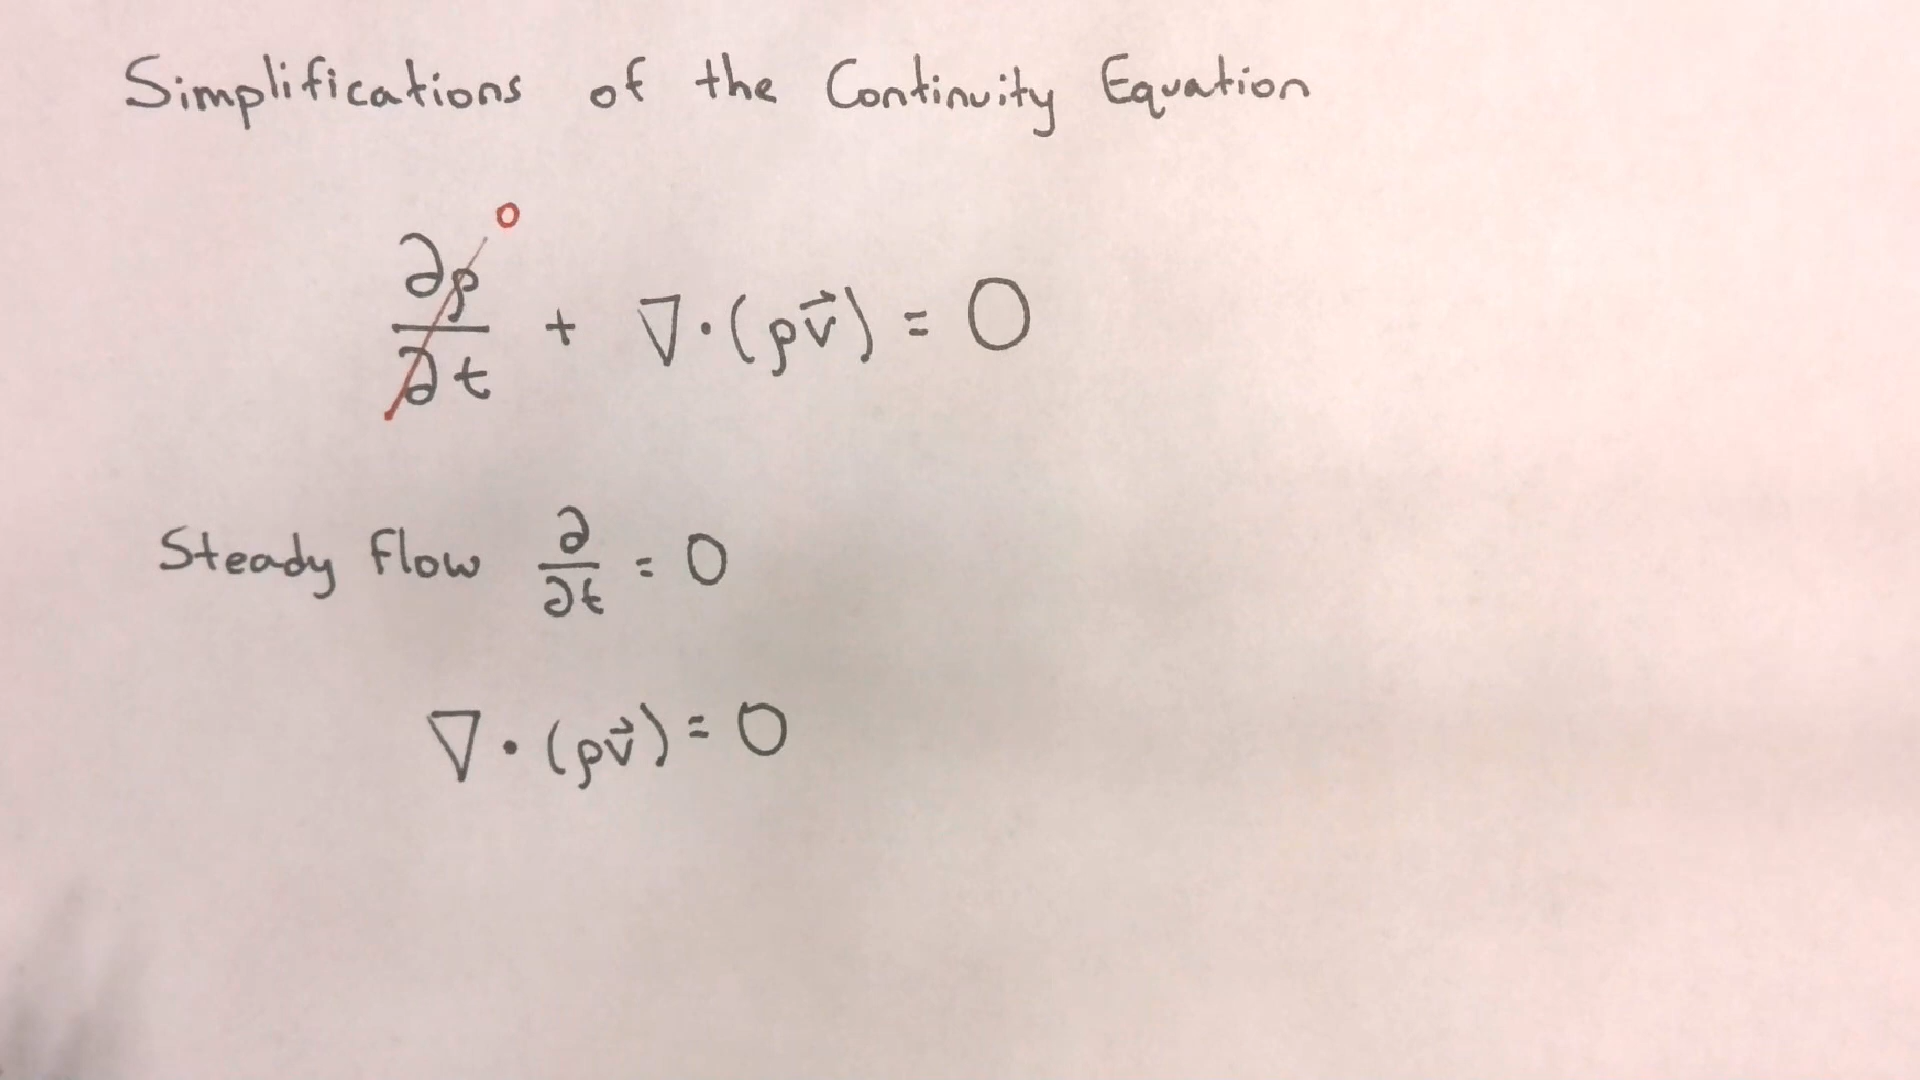 Simplifications of the Continuity Equation
∂ρ/∂t 0 + ∇·(ρv⃗) = 0
Steady Flow ∂/∂t = 0
∇·(ρv⃗) = 0